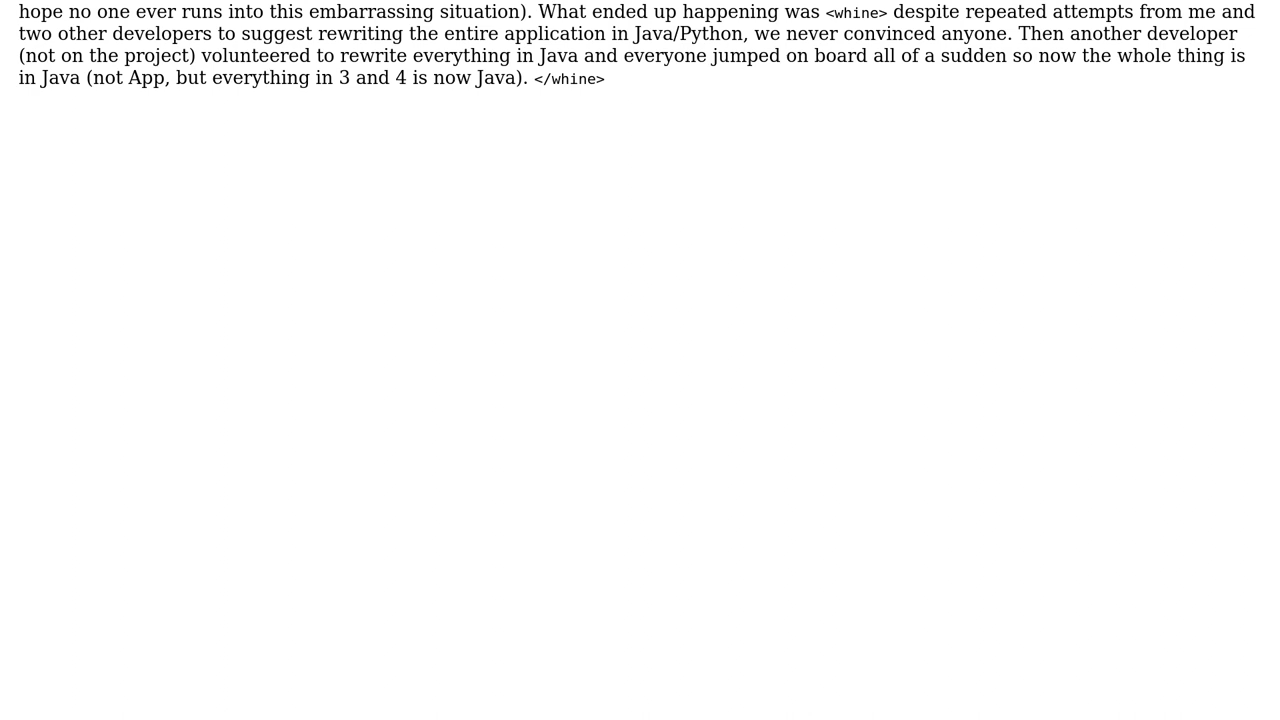 hope no one ever runs into this embarrassing situation). What ended up happening was <whine> despite repeated attempts from me and
two other developers to suggest rewriting the entire application in Java/Python, we never convinced anyone. Then another developer
(not on the project) volunteered to rewrite everything in Java and everyone jumped on board all of a sudden so now the whole thing is
in Java (not App, but everything in 3 and 4 is now Java). </whine>